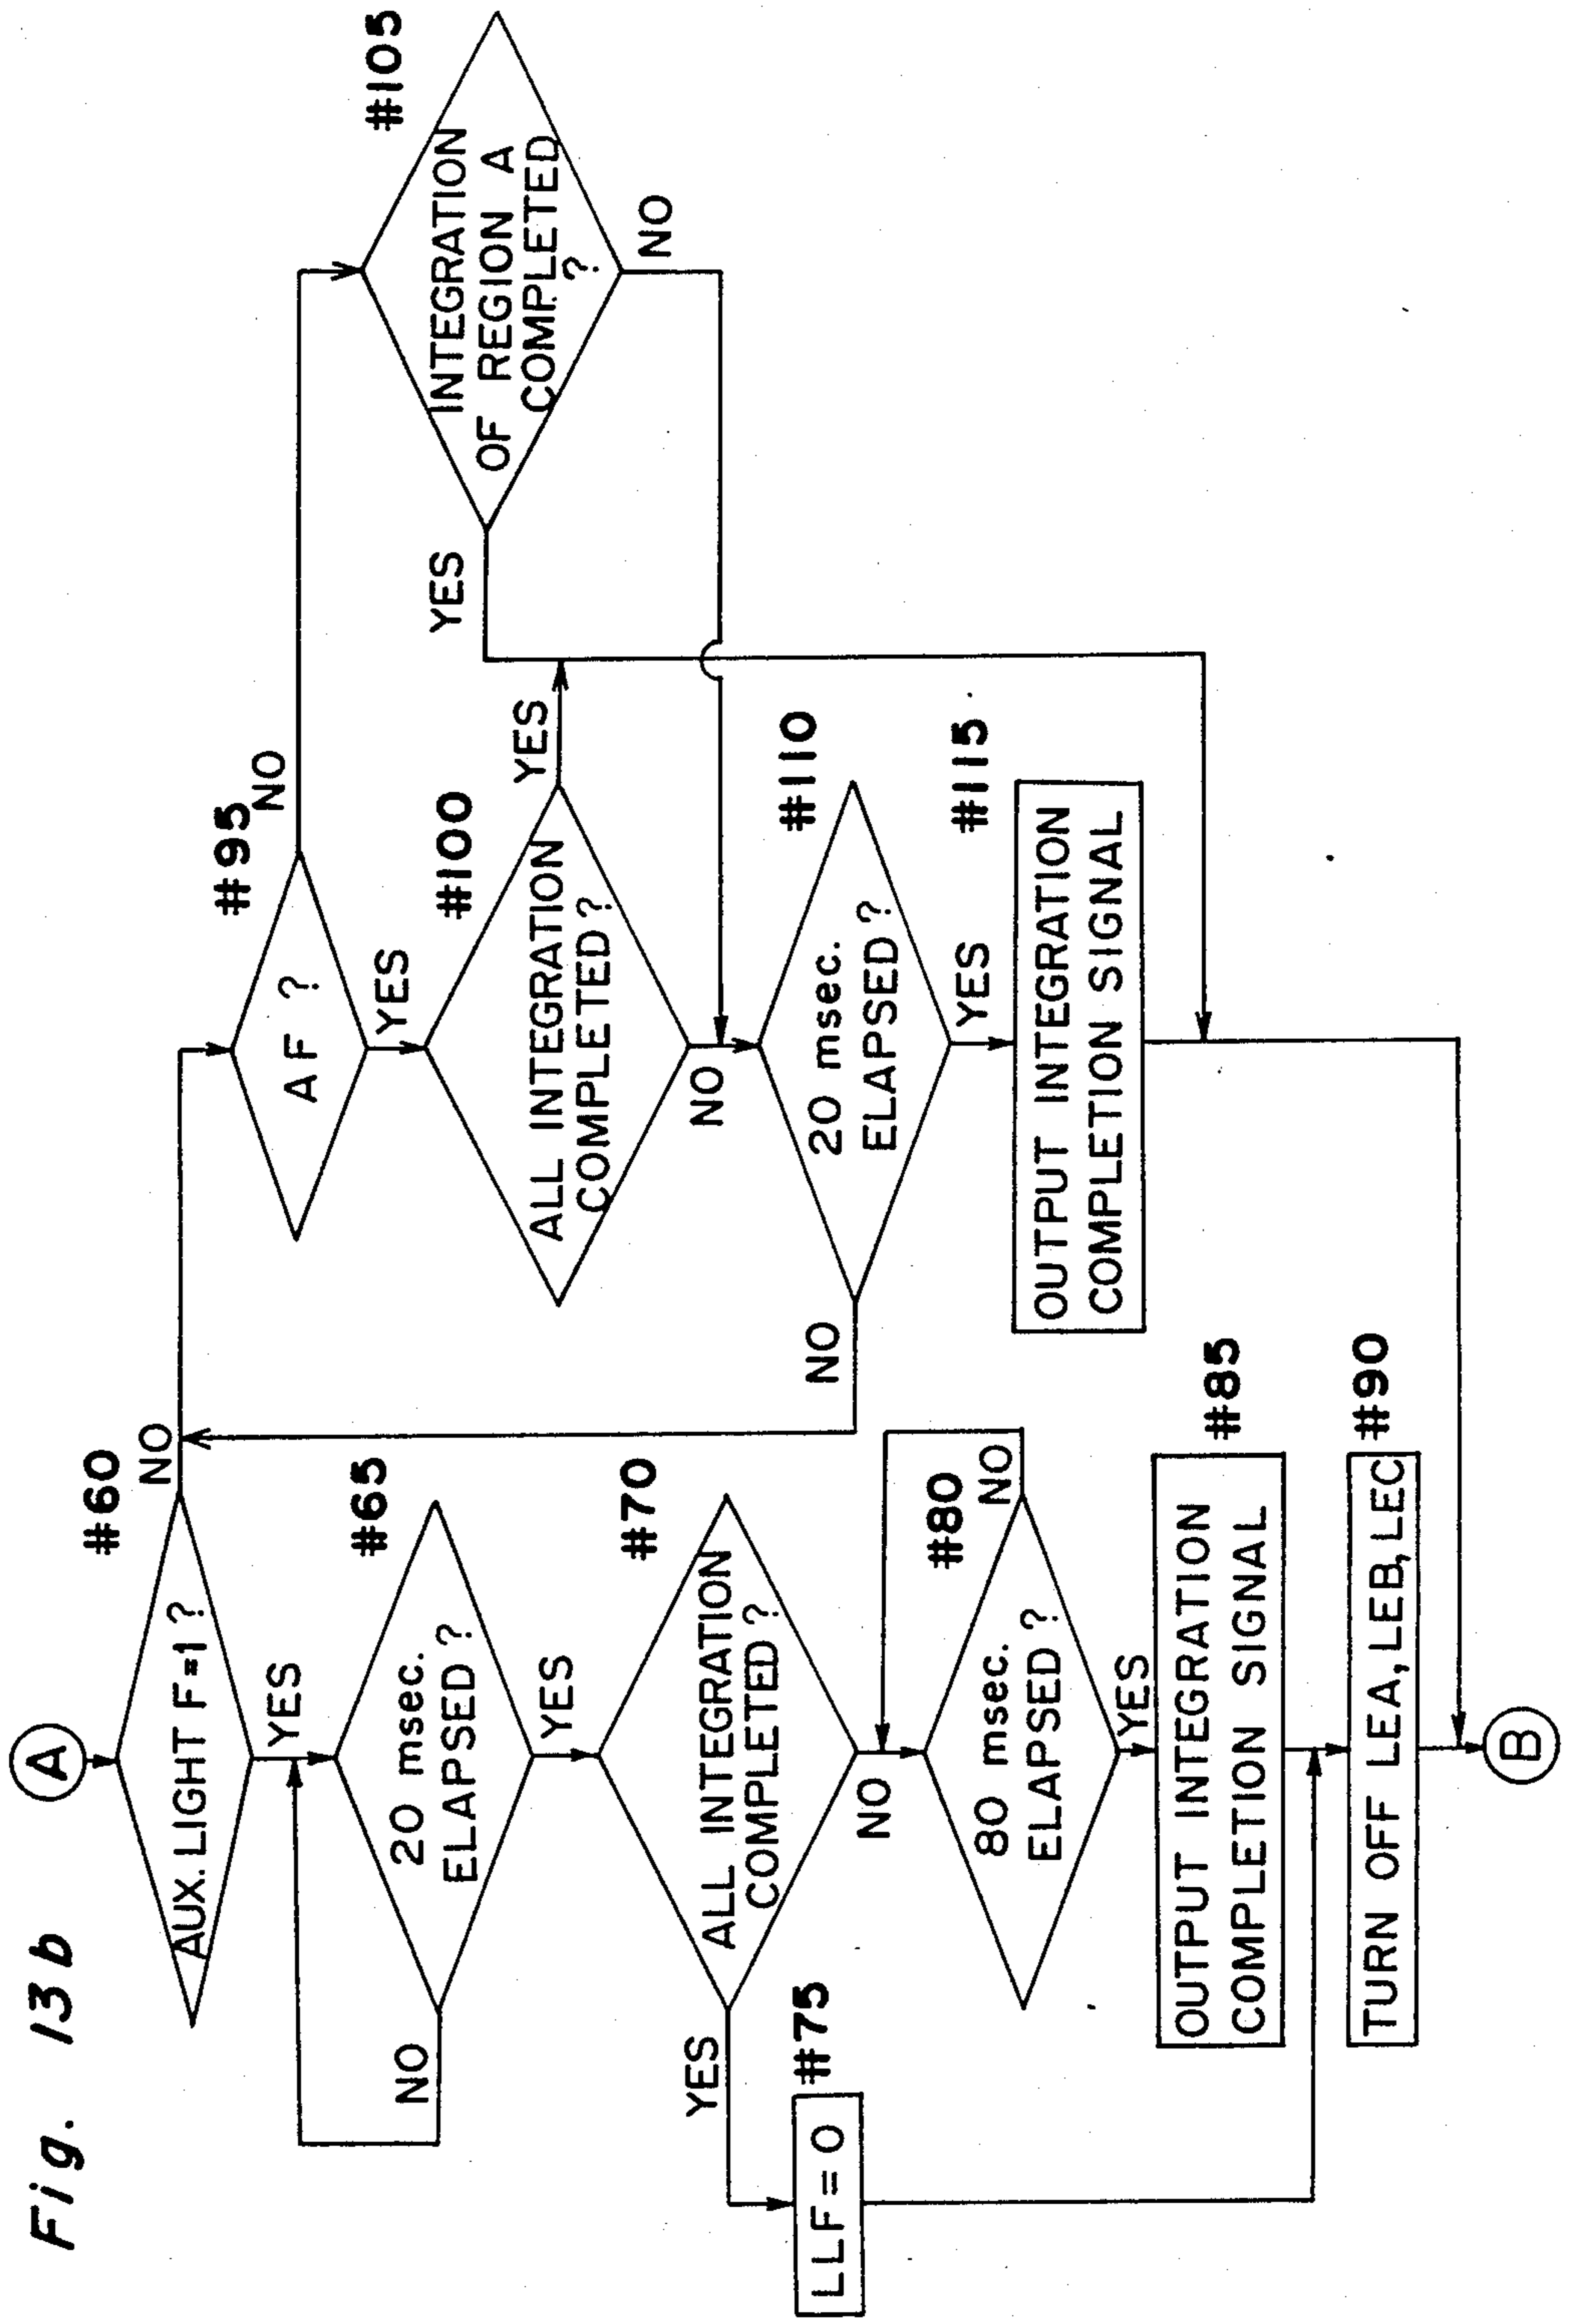 Fig. 13b
A
#60
AUX.LIGHT F=1 ?
NO
YES
#65
20 msec.
ELAPSED ?
NO
YES
#70
ALL INTEGRATION
COMPLETED ?
YES
NO
#75
LLF = 0
#80
80 msec.
ELAPSED ?
NO
YES
#85
OUTPUT INTEGRATION
COMPLETION SIGNAL
#90
TURN OFF LEA, LEB, LEC
B
#95
AF ?
NO
YES
#100
ALL INTEGRATION
COMPLETED ?
YES
NO
#105
INTEGRATION
OF REGION A
COMPLETED
?
YES
NO
#110
20 msec.
ELAPSED ?
NO
YES
#115
OUTPUT INTEGRATION
COMPLETION SIGNAL